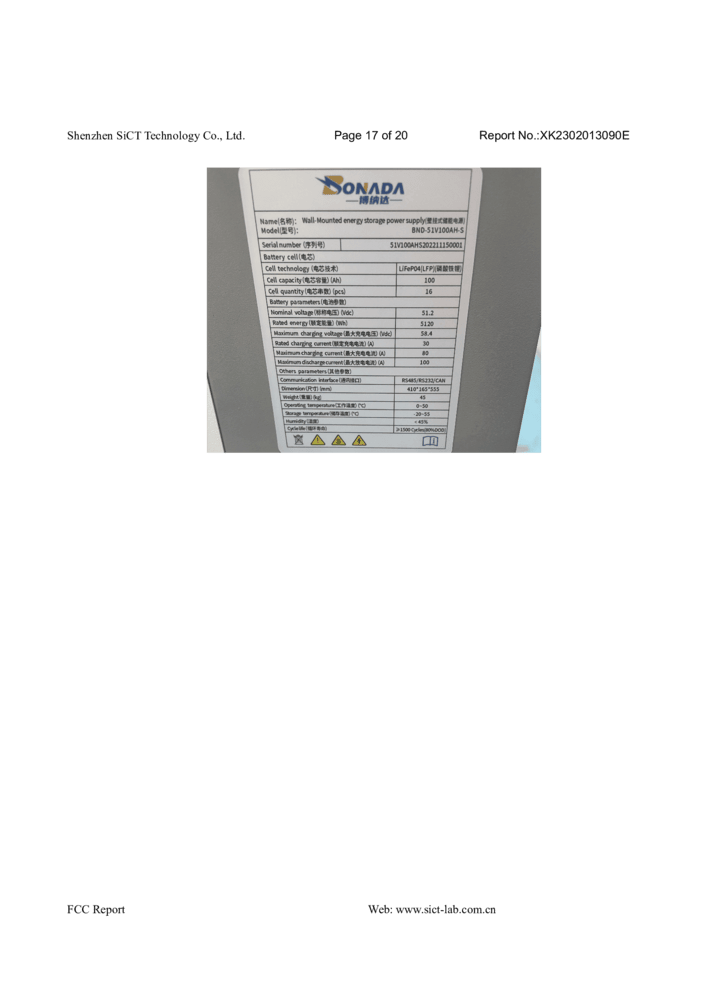 Shenzhen SiCT Technology Co., Ltd. Page 17 of 20 Report No.:XK2302013090E
BONADA
博纳达
Name(名称): Wall-Mounted energy storage power supply(壁挂式储能电源)
Model(型号): BND-51V100AH-S
Serial number (序列号) 51V100AHS202211150001
Battery cell(电芯)
Cell technology (电芯技术) LiFePO4(LFP)(磷酸铁锂)
Cell capacity(电芯容量) (Ah) 100
Cell quantity(电芯串数) (pcs) 16
Battery parameters(电池参数)
Nominal voltage(标称电压) (Vdc) 51.2
Rated energy(额定能量) (Wh) 5120
Maximum charging voltage(最大充电电压) (Vdc) 58.4
Rated charging current(额定充电电流) (A) 30
Maximum charging current(最大充电电流) (A) 80
Maximum discharge current(最大放电电流) (A) 100
Others parameters(其他参数)
Communication interface(通讯接口) RS485/RS232/CAN
Dimension(尺寸) (mm) 410*165*555
Weight(重量) (kg) 45
Operating temperature(工作温度) (℃) 0~50
Storage temperature(储存温度) (℃) -20~55
Humidity(湿度)
Cycle life(循环寿命)
FCC Report Web: www.sict-lab.com.cn